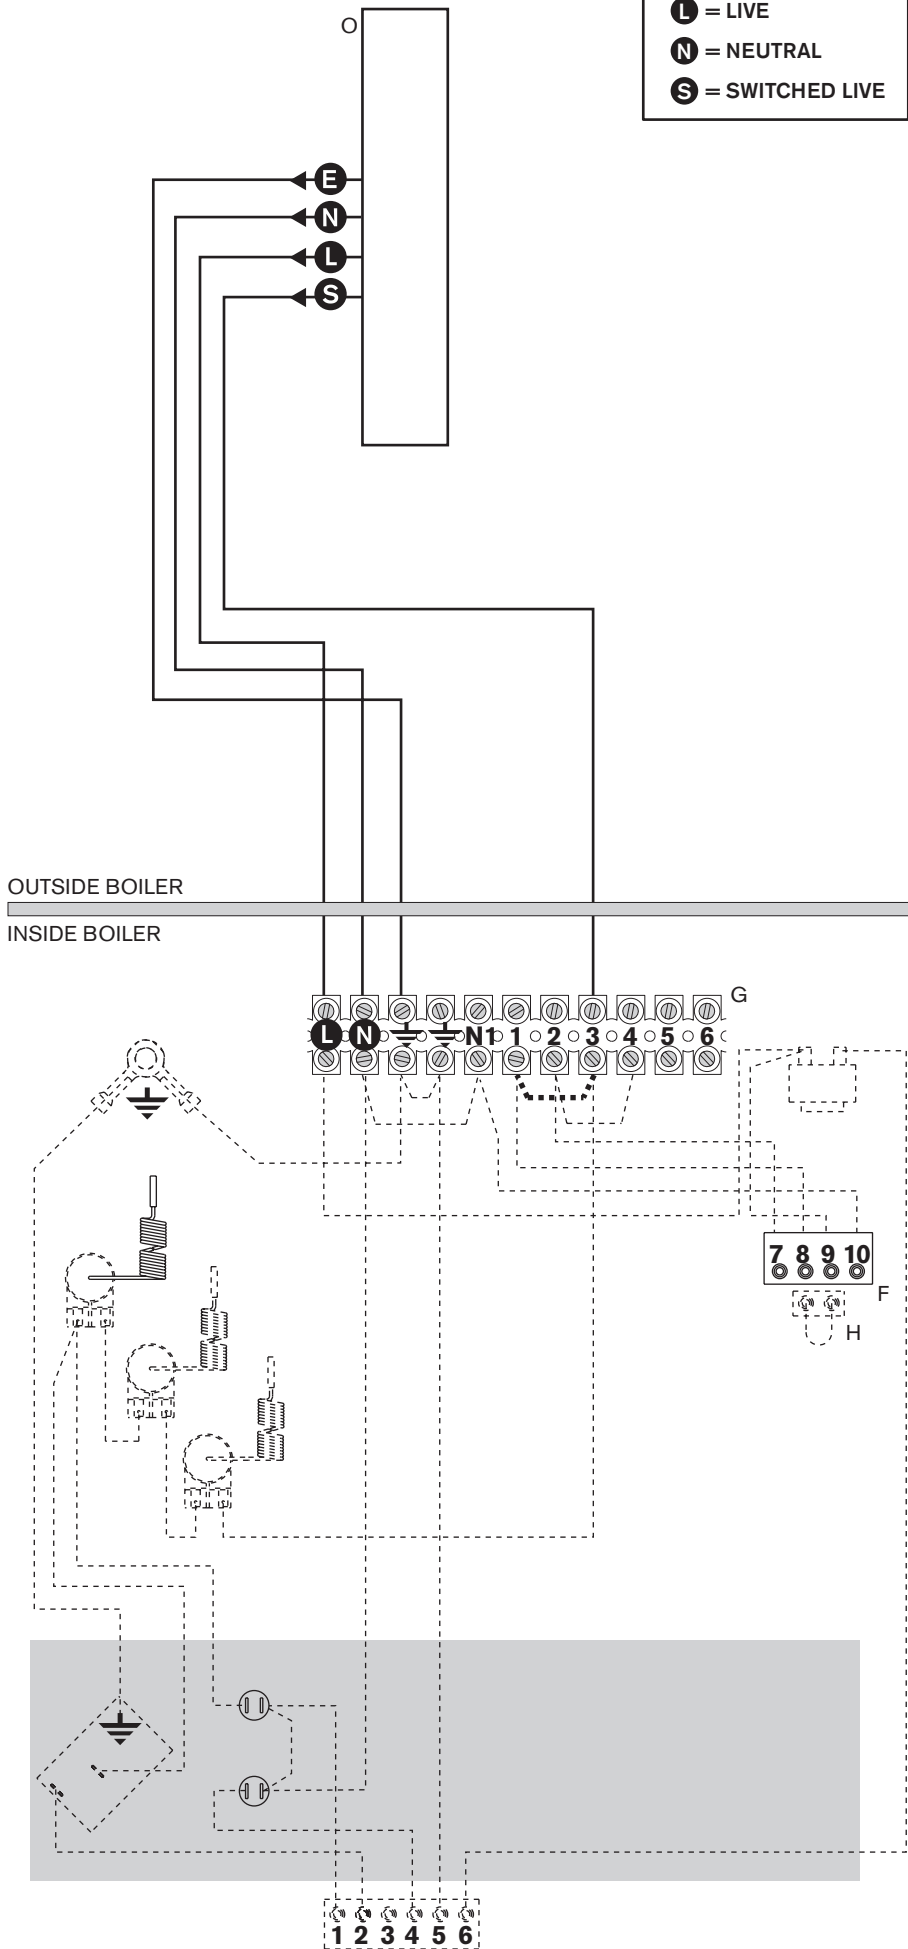 O
L = LIVE
N = NEUTRAL
S = SWITCHED LIVE
E
N
L
S
OUTSIDE BOILER
INSIDE BOILER
G
L N N1 1 2 3 4 5 6
7 8 9 10
F
H
1 2 3 4 5 6